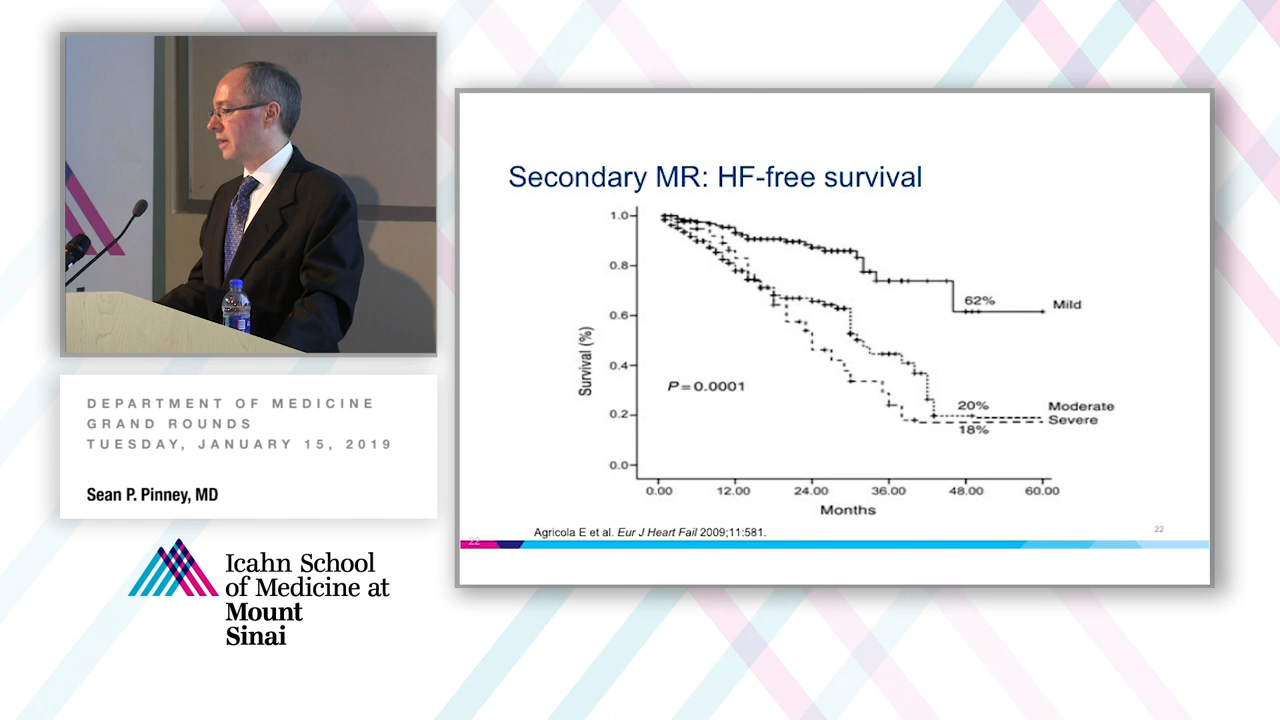 DEPARTMENT OF MEDICINE
GRAND ROUNDS
TUESDAY, JANUARY 15, 2019
Sean P. Pinney, MD
Icahn School
of Medicine at
Mount
Sinai
Secondary MR: HF-free survival
Survival (%)
1.0
0.8
0.6
0.4
0.2
0.0
62%
Mild
P=0.0001
20%
Moderate
Severe
18%
0.00 12.00 24.00 36.00 48.00 60.00
Months
Agricola E et al. Eur J Heart Fail 2009;11:581.
22
22